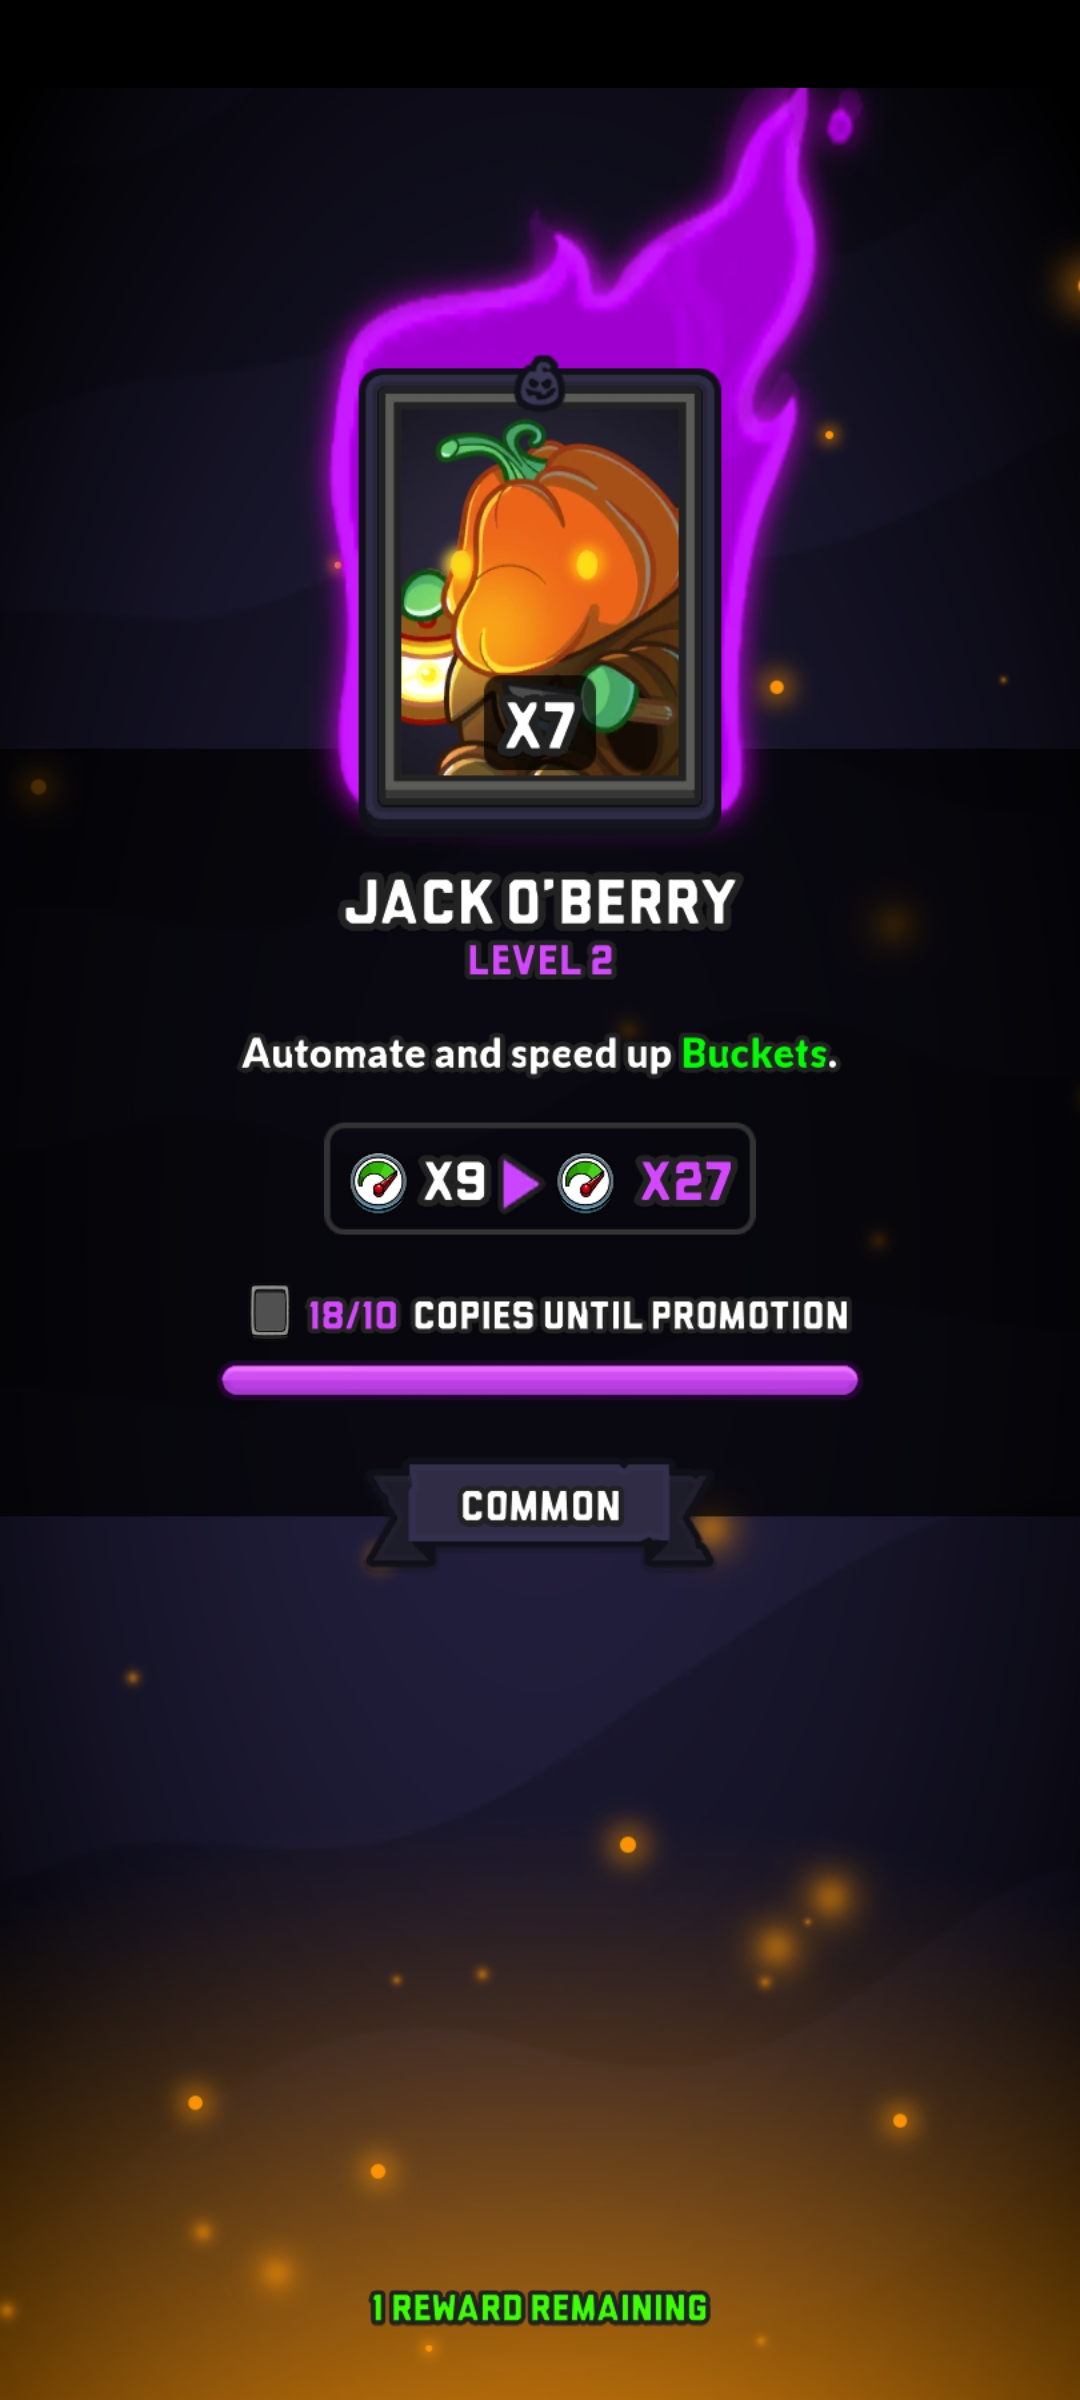 X7
JACK O'BERRY
LEVEL 2
Automate and speed up Buckets.
X9 X27
18/10 COPIES UNTIL PROMOTION
COMMON
1 REWARD REMAINING